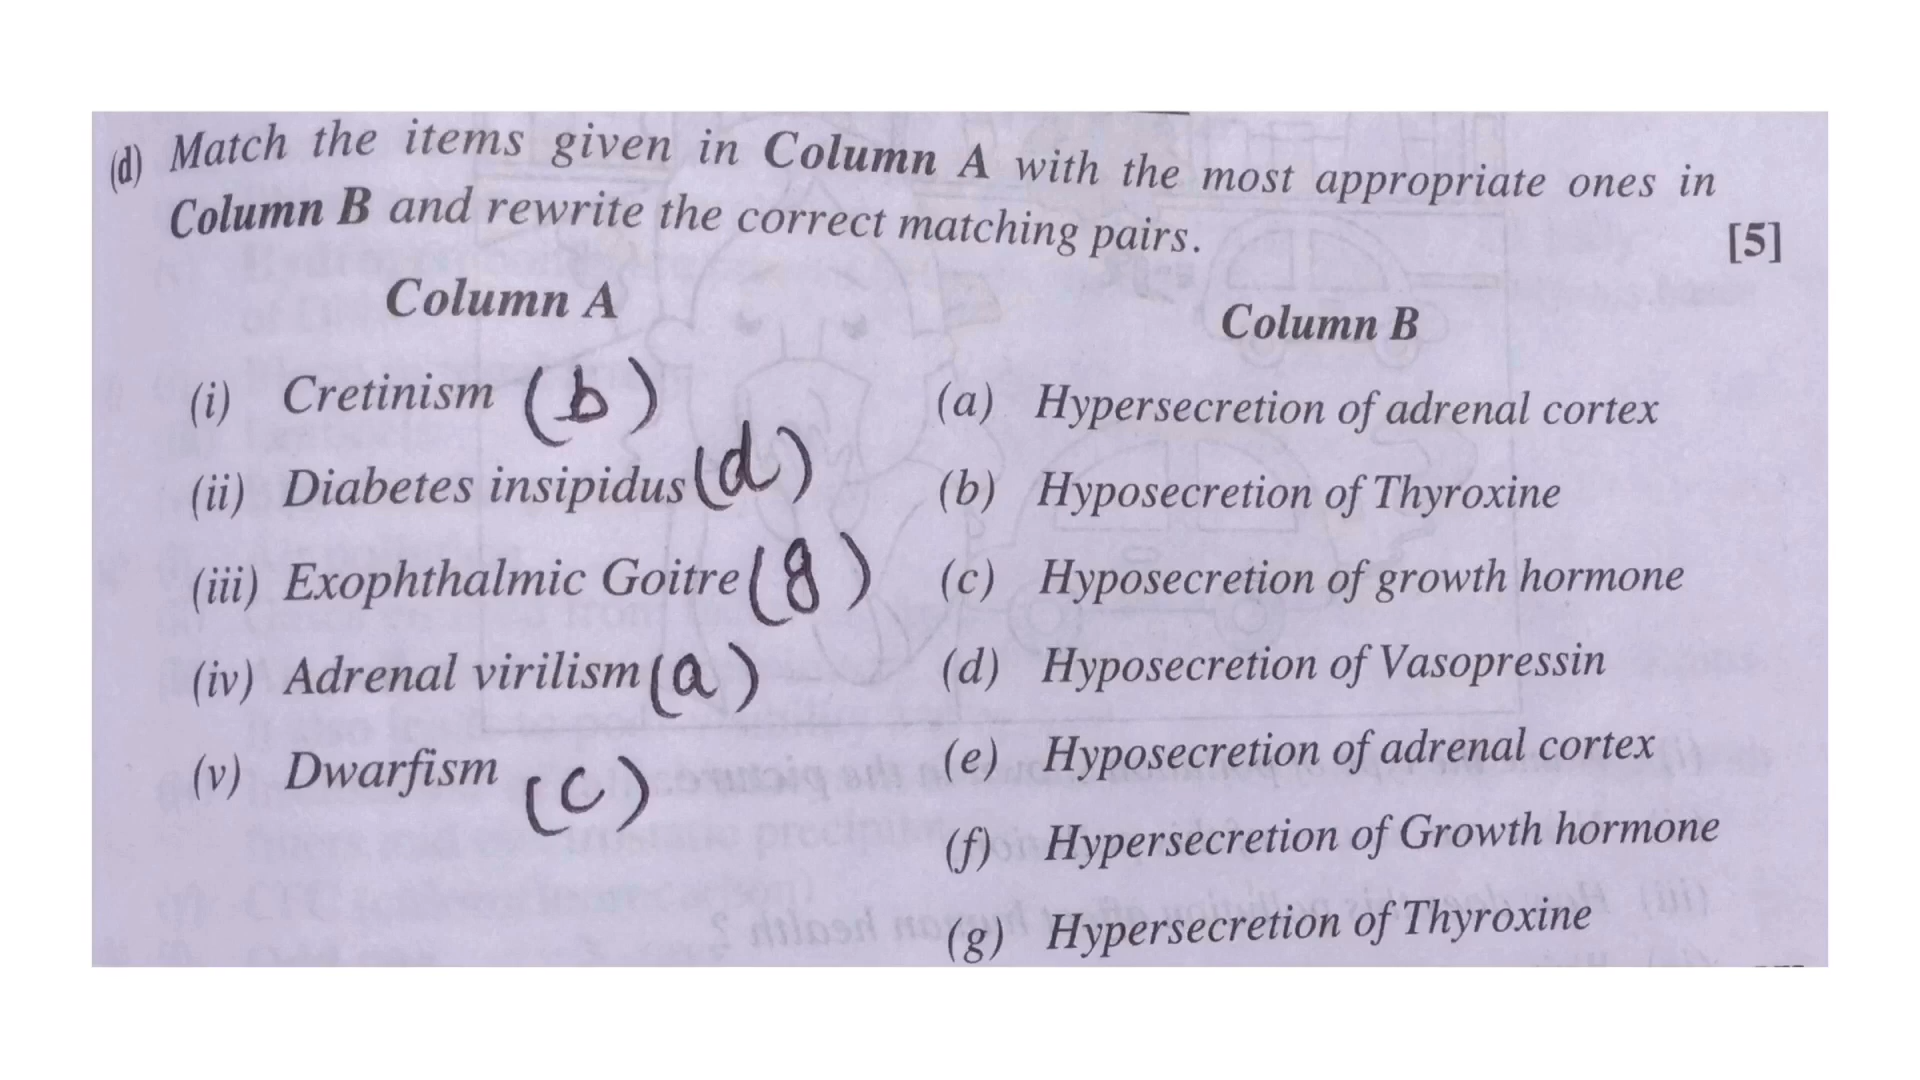 (d) Match the items given in Column A with the most appropriate ones in
Column B and rewrite the correct matching pairs. [5]
Column A Column B
(i) Cretinism (b) (a) Hypersecretion of adrenal cortex
(ii) Diabetes insipidus (d) (b) Hyposecretion of Thyroxine
(iii) Exophthalmic Goitre (g) (c) Hyposecretion of growth hormone
(iv) Adrenal virilism (a) (d) Hyposecretion of Vasopressin
(v) Dwarfism (c) (e) Hyposecretion of adrenal cortex
(f) Hypersecretion of Growth hormone
(g) Hypersecretion of Thyroxine